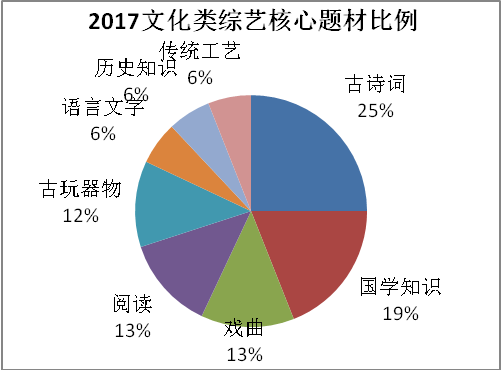 2017文化类综艺核心题材比例
传统工艺
6%
历史知识
6%
语言文字
6%
古玩器物
12%
阅读
13%
戏曲
13%
国学知识
19%
古诗词
25%